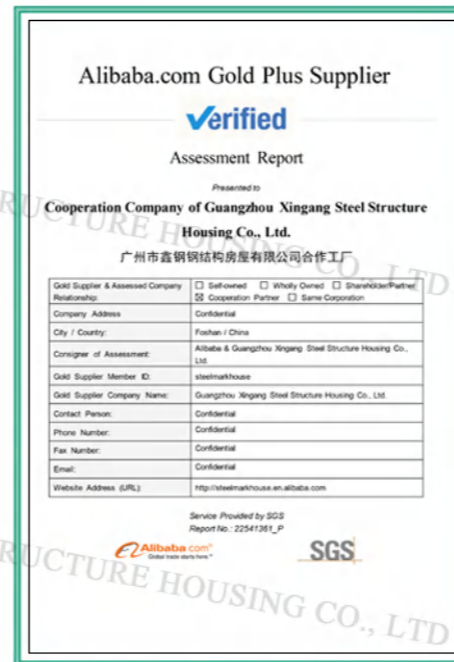 Alibaba.com Gold Plus Supplier
Verified
Assessment Report
Presented to
Cooperation Company of Guangzhou Xingang Steel Structure
Housing Co., Ltd.
广州市鑫钢钢结构房屋有限公司合作工厂
Gold Supplier & Assessed Company Relationship: ☐ Self-owned ☐ Wholly Owned ☐ Shareholder/Partner
☒ Cooperation Partner ☐ Same Corporation
Company Address Confidential
City / Country: Foshan / China
Consigner of Assessment: Alibaba & Guangzhou Xingang Steel Structure Housing Co., Ltd.
Gold Supplier Member ID: steelmarkhouse
Gold Supplier Company Name: Guangzhou Xingang Steel Structure Housing Co., Ltd.
Contact Person: Confidential
Phone Number: Confidential
Fax Number: Confidential
Email: Confidential
Website Address (URL): http://steelmarkhouse.en.alibaba.com
Service Provided by SGS
Report No.: 22541361_P
Alibaba.com
Global trade starts here.™
SGS
RUCTURE HOUSING CO., LTD
RUCTURE HOUSING CO., LTD